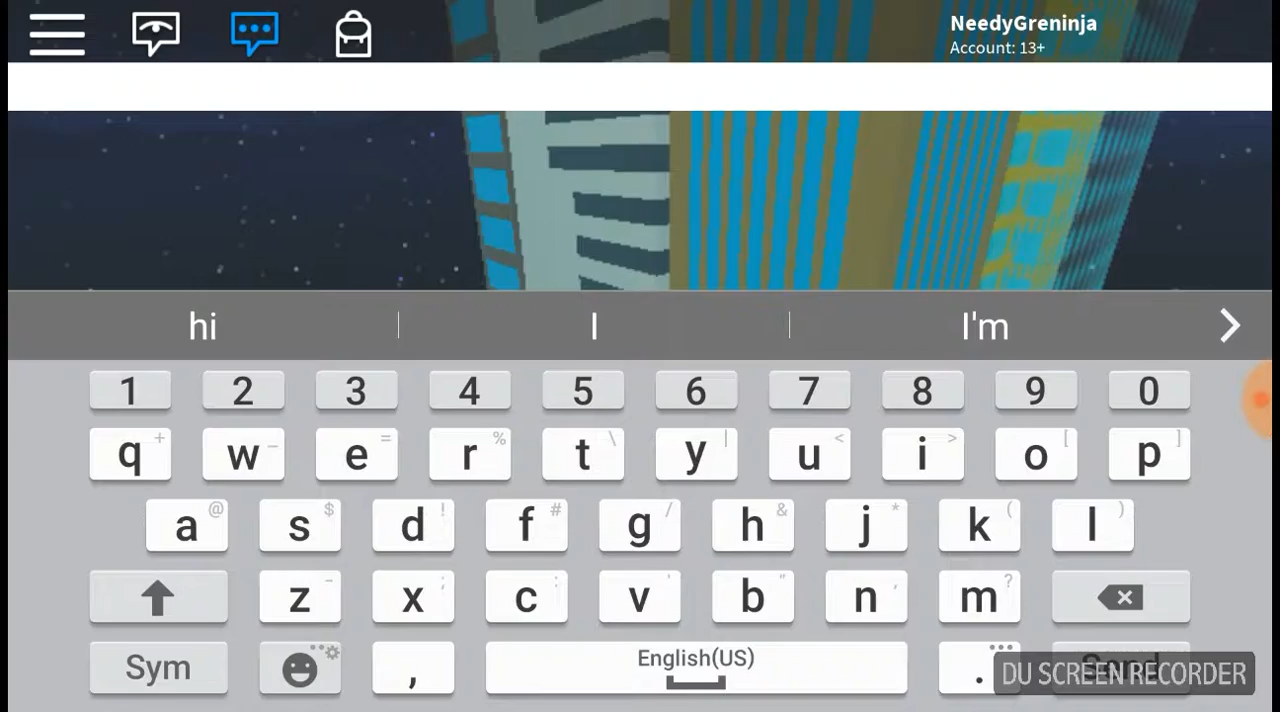 NeedyGreninja
Account: 13+
hi I I'm
1 2 3 4 5 6 7 8 9 0
q + w _ e = r % t \ y | u < i > o [ p ]
a @ s $ d ! f # g / h & j * k ( l )
z - x ; c : v ' b " n , m ?
Sym , English(US) . Send
DU SCREEN RECORDER